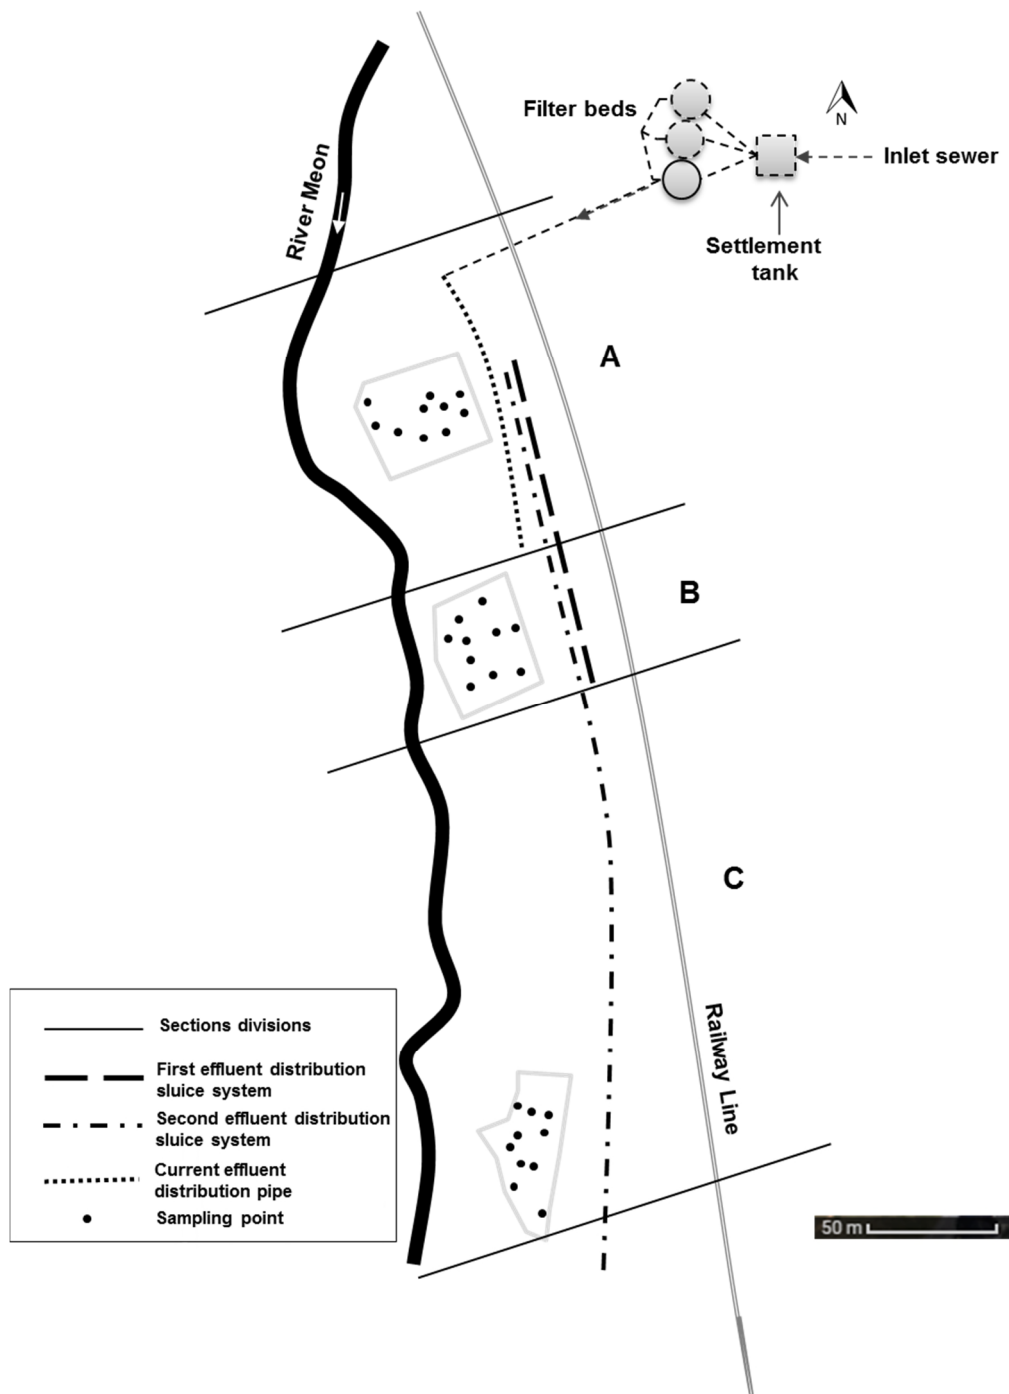 Filter beds
N
Inlet sewer
River Meon
Settlement
tank
A
B
C
Railway Line
Sections divisions
First effluent distribution
sluice system
Second effluent distribution
sluice system
Current effluent
distribution pipe
Sampling point
50 m